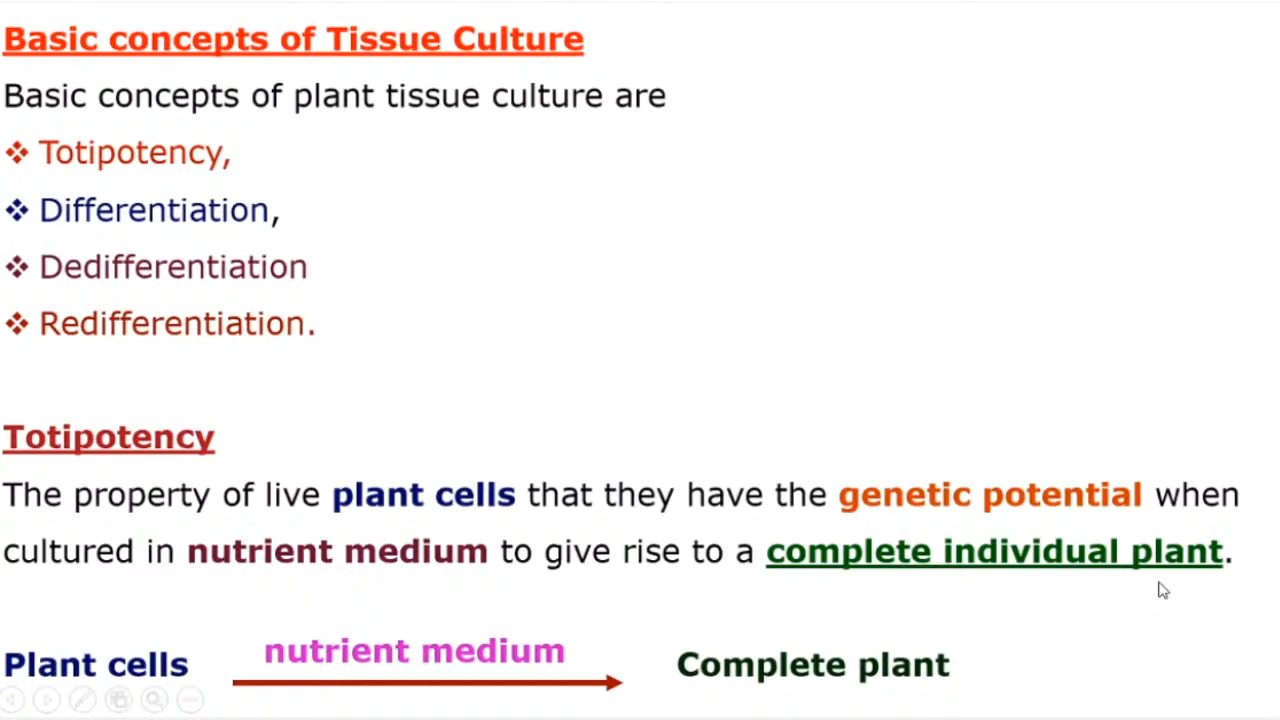 Basic concepts of Tissue Culture
Basic concepts of plant tissue culture are
❖ Totipotency,
❖ Differentiation,
❖ Dedifferentiation
❖ Redifferentiation.
Totipotency
The property of live plant cells that they have the genetic potential when
cultured in nutrient medium to give rise to a complete individual plant.
nutrient medium
Plant cells Complete plant